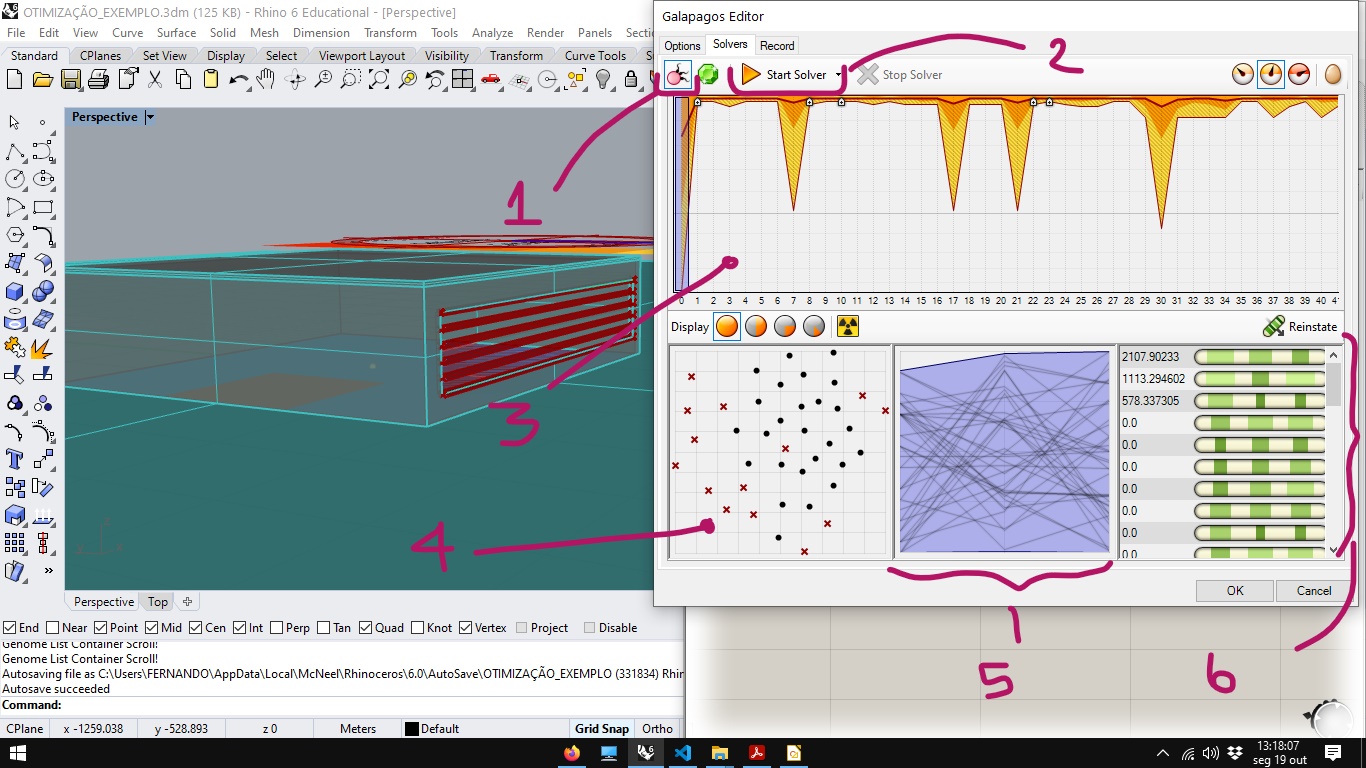 OTIMIZAÇÃO_EXEMPLO.3dm (125 KB) - Rhino 6 Educational - [Perspective]
File Edit View Curve Surface Solid Mesh Dimension Transform Tools Analyze Render Panels
Standard CPlanes Set View Display Select Viewport Layout Visibility Transform Curve Tools
Perspective
Galapagos Editor
Options Solvers Record
Start Solver Stop Solver
1
2
3
4
5
6
0 1 2 3 4 5 6 7 8 9 10 11 12 13 14 15 16 17 18 19 20 21 22 23 24 25 26 27 28 29 30 31 32 33 34 35 36 37 38 39 40
Display Reinstate
2107.90233
1113.294602
578.337305
0.0
0.0
0.0
0.0
0.0
0.0
0.0
OK Cancel
Perspective Top
End Near Point Mid Cen Int Perp Tan Quad Knot Vertex Project Disable
Genome List Container Scroll!
Genome List Container Scroll!
Autosaving file as C:\Users\FERNANDO\AppData\Local\McNeel\Rhinoceros\6.0\AutoSave\OTIMIZAÇÃO_EXEMPLO (331834) Rhin
Autosave succeeded
Command:
CPlane x -1259.038 y -528.893 z 0 Meters Default Grid Snap Ortho
13:18:07
seg 19 out